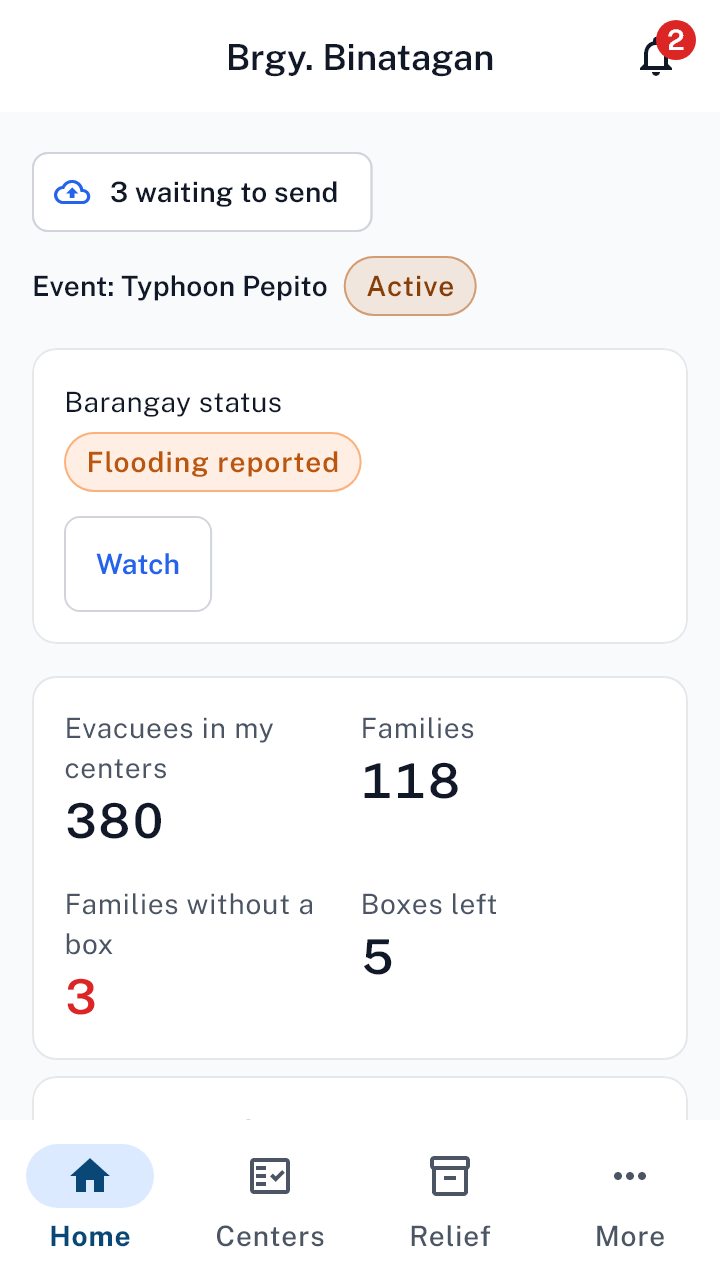 Brgy. Binatagan
2
3 waiting to send
Event: Typhoon Pepito
Active
Barangay status
Flooding reported
Watch
Evacuees in my
centers
380
Families
118
Families without a
box
3
Boxes left
5
Home
Centers
Relief
More